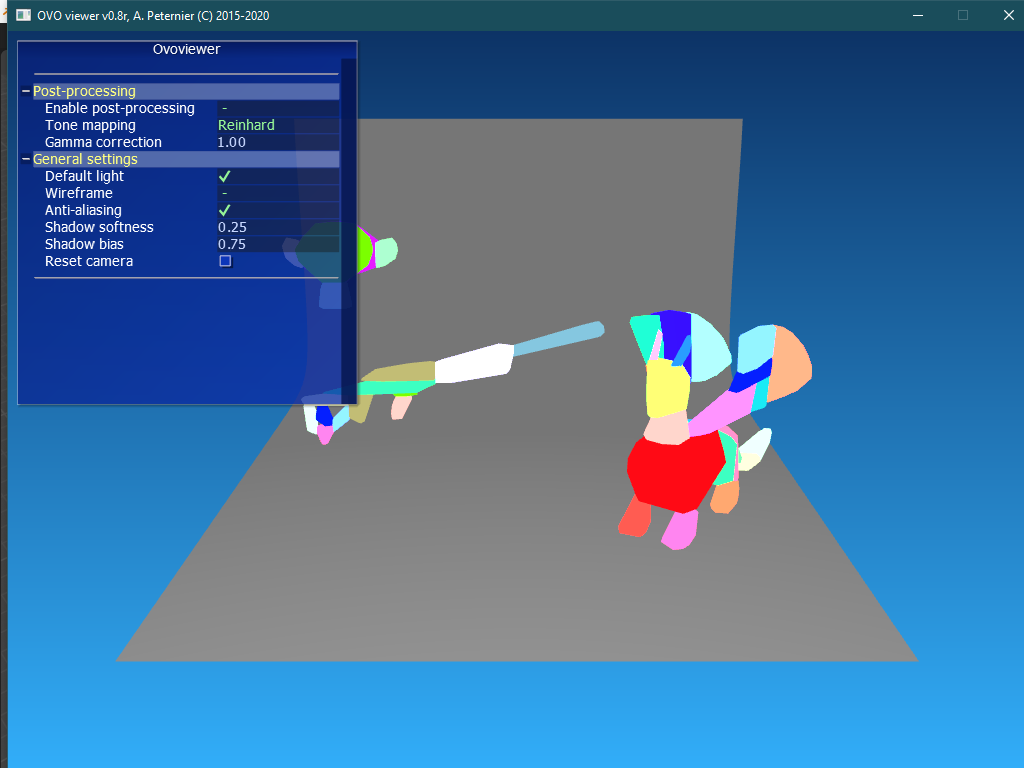 OVO viewer v0.8r, A. Peternier (C) 2015-2020
Ovoviewer
Post-processing
Enable post-processing -
Tone mapping Reinhard
Gamma correction 1.00
General settings
Default light ✓
Wireframe -
Anti-aliasing ✓
Shadow softness 0.25
Shadow bias 0.75
Reset camera